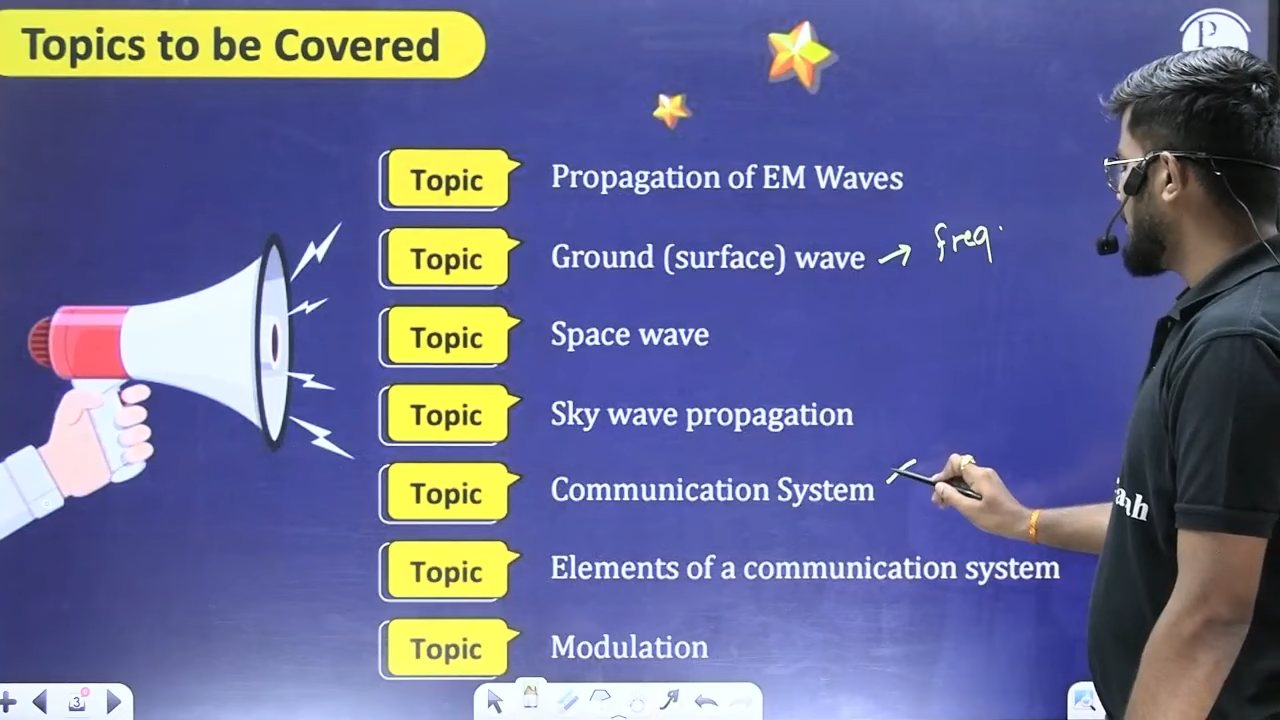 Topics to be Covered
P
Topic Propagation of EM Waves
Topic Ground (surface) wave → freq.
Topic Space wave
Topic Sky wave propagation
Topic Communication System
Topic Elements of a communication system
Topic Modulation
3